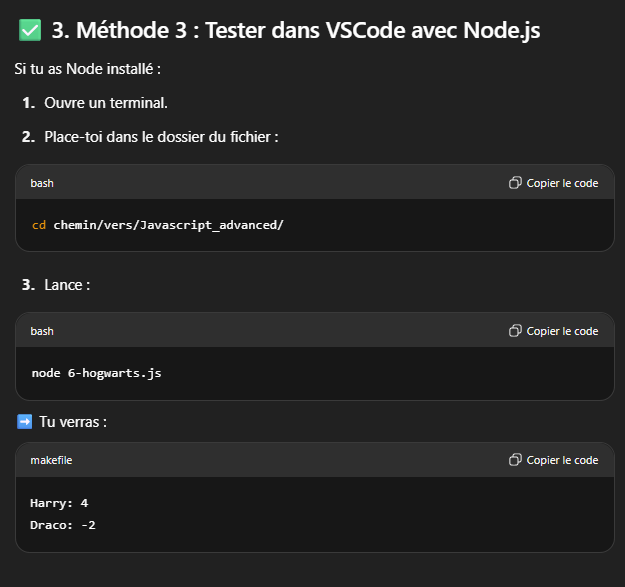 ✅ 3. Méthode 3 : Tester dans VSCode avec Node.js
Si tu as Node installé :
1. Ouvre un terminal.
2. Place-toi dans le dossier du fichier :
bash
Copier le code
cd chemin/vers/Javascript_advanced/
3. Lance :
bash
Copier le code
node 6-hogwarts.js
➡️ Tu verras :
makefile
Copier le code
Harry: 4
Draco: -2